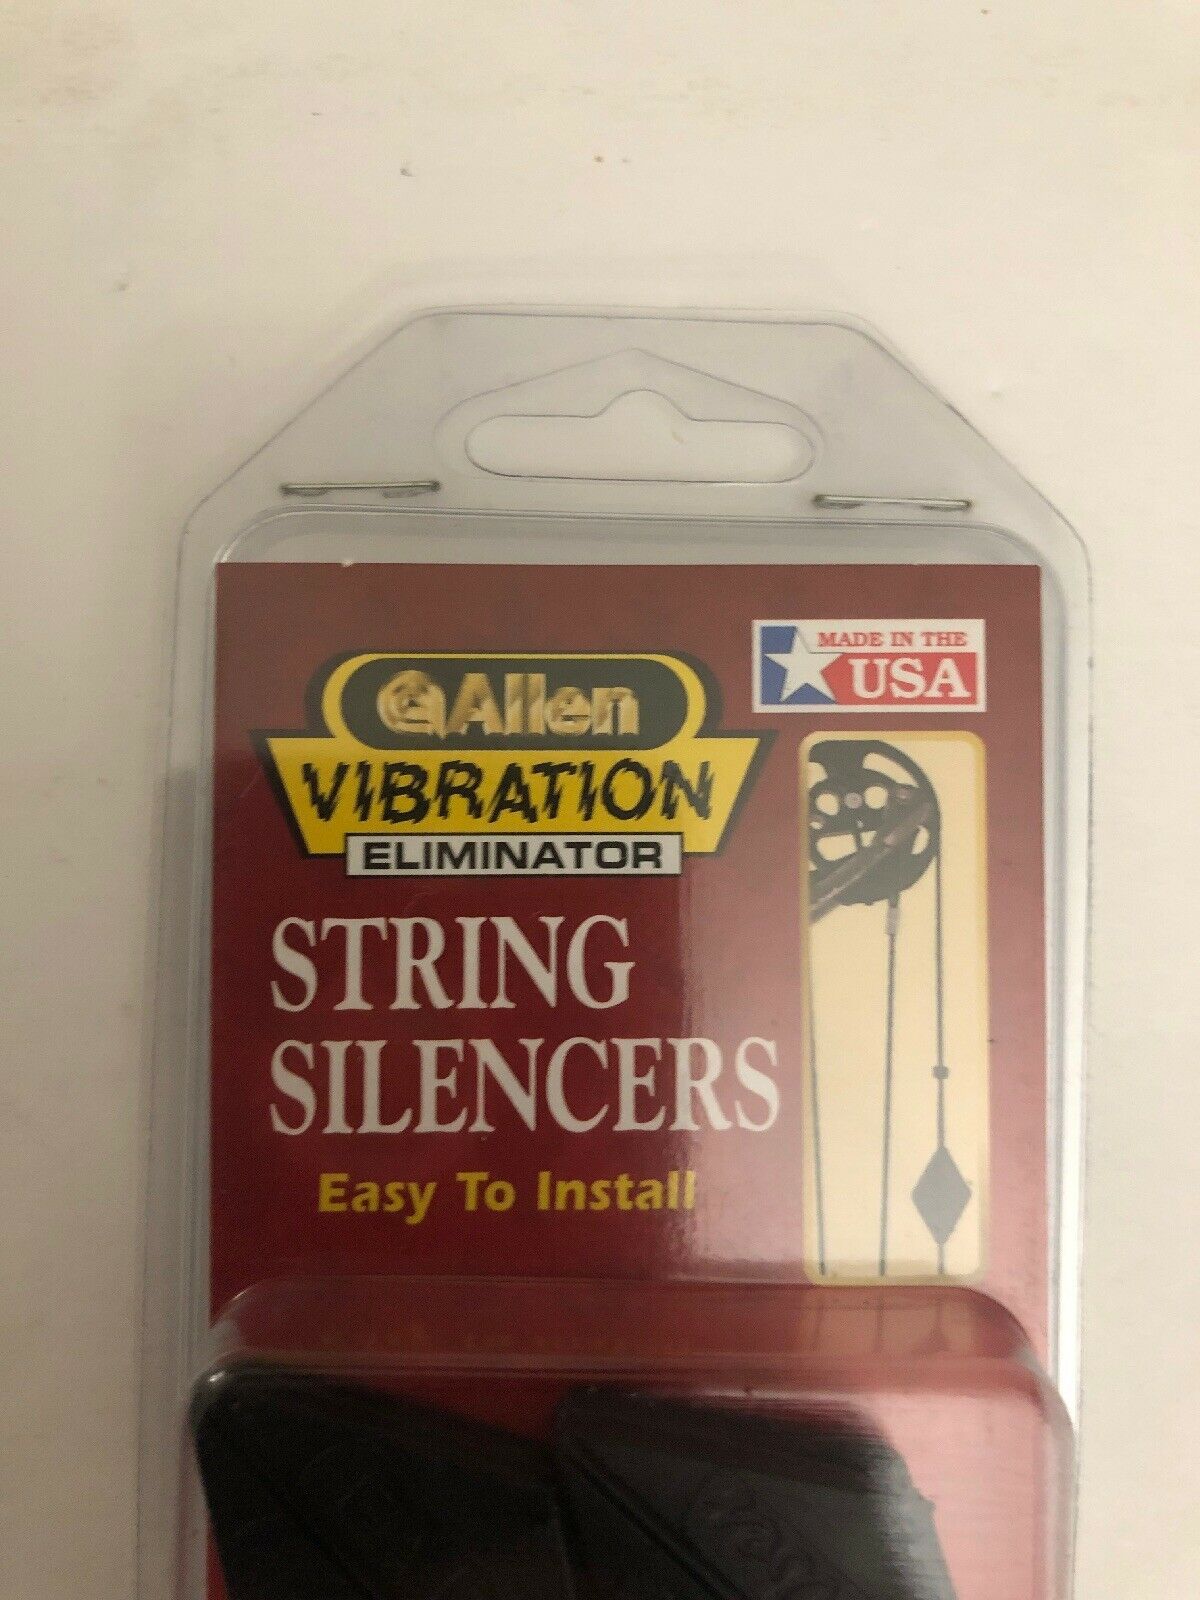 Allen
VIBRATION
ELIMINATOR
MADE IN THE
USA
STRING
SILENCERS
Easy To Install